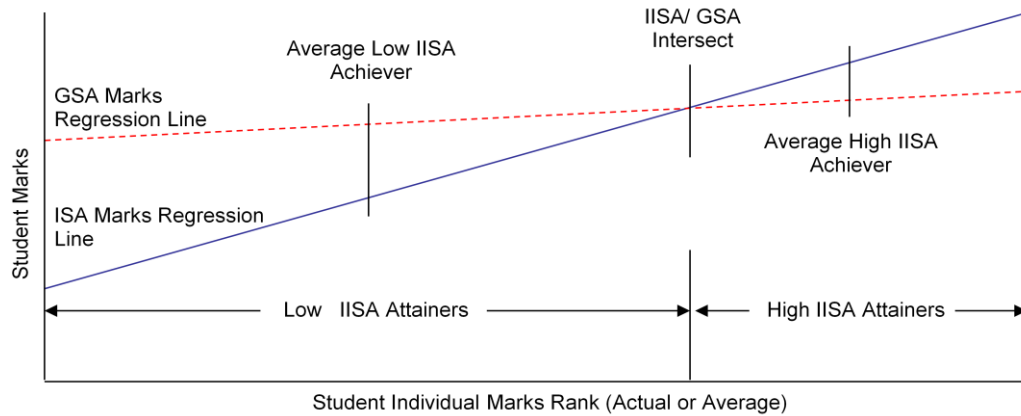 IISA/ GSA
Intersect
Average Low IISA
Achiever
GSA Marks
Regression Line
Average High IISA
Achiever
Student Marks
ISA Marks Regression
Line
Low IISA Attainers
High IISA Attainers
Student Individual Marks Rank (Actual or Average)